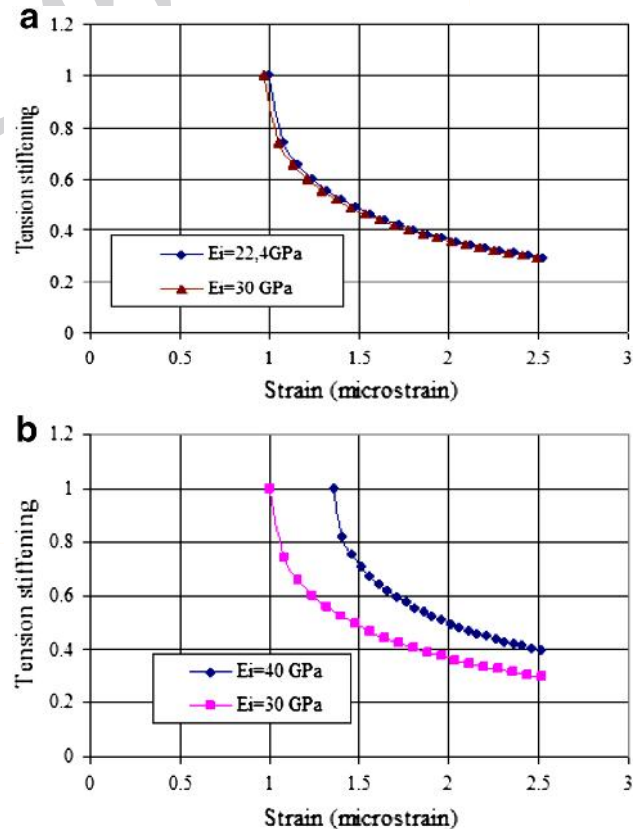 a
1.2
1
0.8
0.6
0.4
0.2
0
Tension stiffening
Ei=22,4GPa
Ei=30 GPa
0 0.5 1 1.5 2 2.5 3
Strain (microstrain)
b
1.2
1
0.8
0.6
0.4
0.2
0
Tension stiffening
Ei=40 GPa
Ei=30 GPa
0 0.5 1 1.5 2 2.5 3
Strain (microstrain)